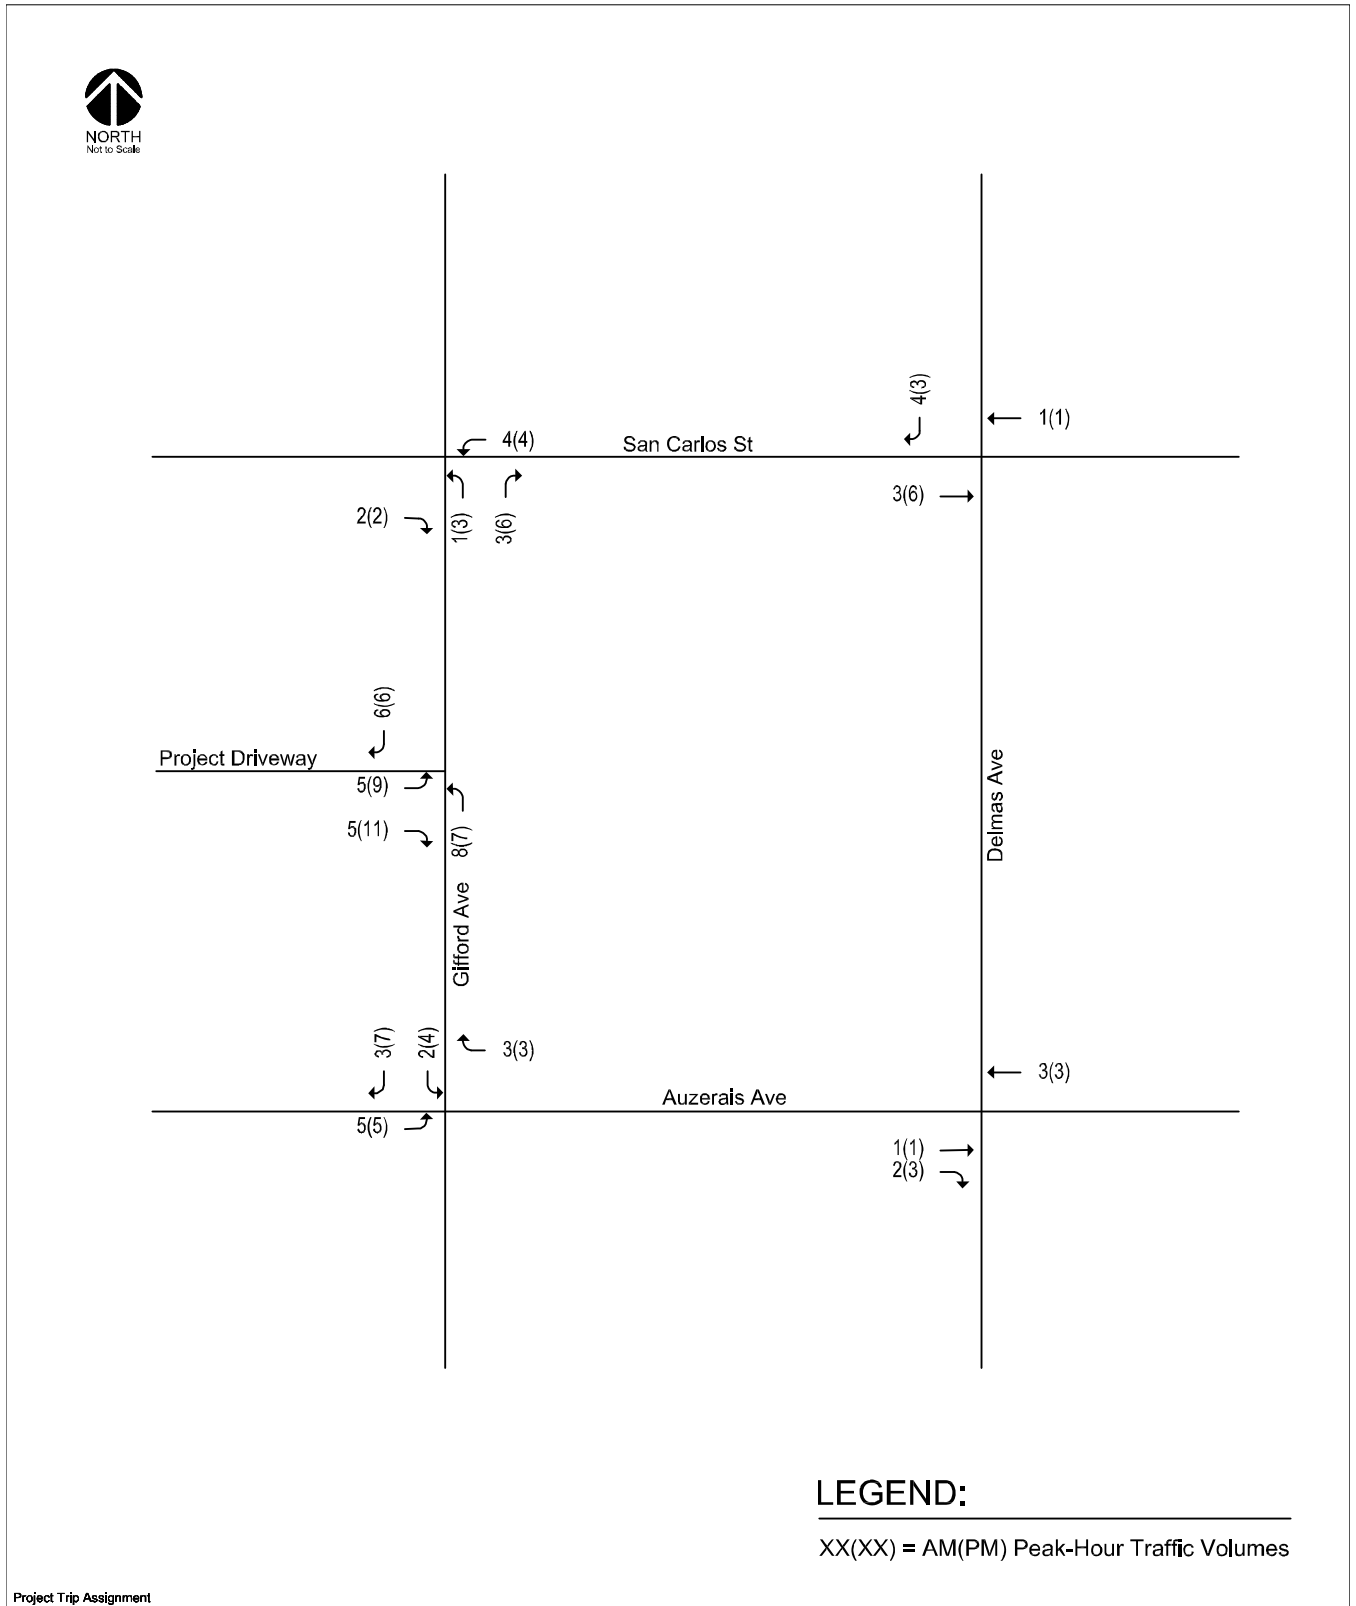 NORTH
Not to Scale
4(3)
1(1)
4(4)
San Carlos St
3(6)
2(2)
1(3)
3(6)
6(6)
Project Driveway
5(9)
5(11)
8(7)
Delmas Ave
Gifford Ave
3(7)
2(4)
3(3)
3(3)
Auzerais Ave
5(5)
1(1)
2(3)
LEGEND:
XX(XX) = AM(PM) Peak-Hour Traffic Volumes
Project Trip Assignment